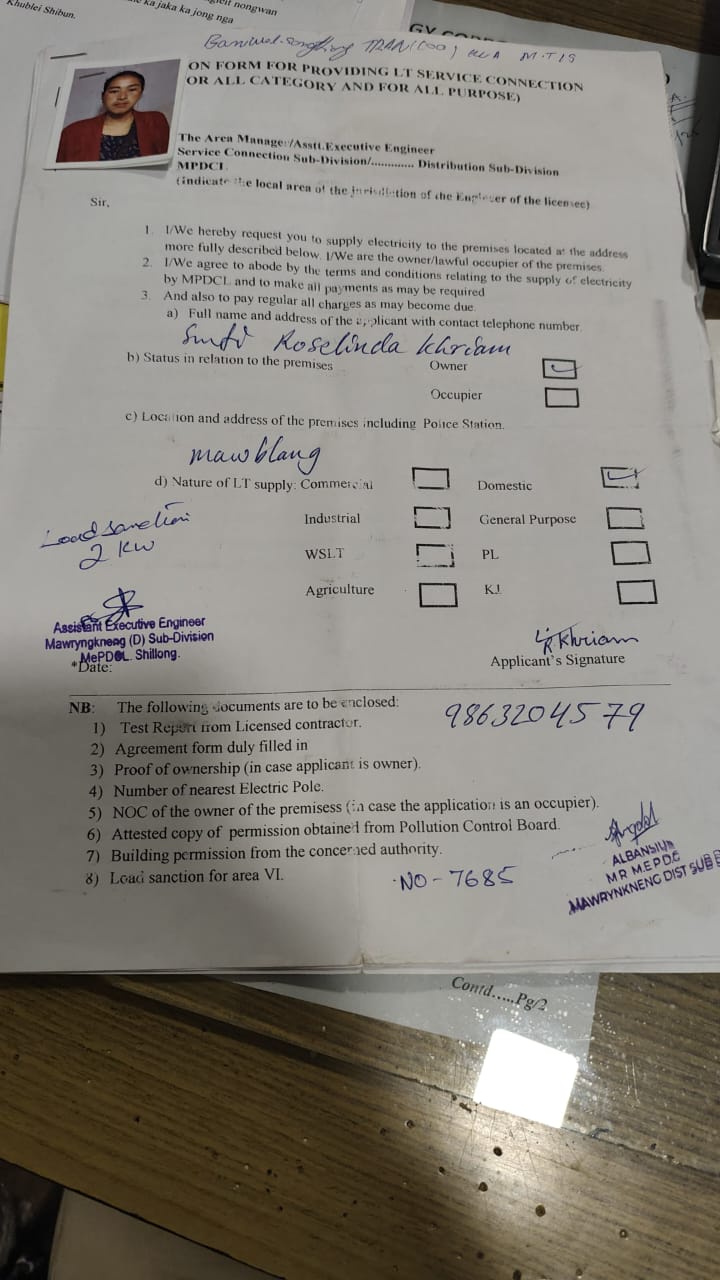 Khublei Shibun.
ka jaka ka jong nga
nongwan
M.TIS
ON FORM FOR PROVIDING LT SERVICE CONNECTION
OR ALL CATEGORY AND FOR ALL PURPOSE)
The Area Manager/Asstt.Executive Engineer
Service Connection Sub-Division/............. Distribution Sub-Division
MPDCL
(indicate the local area of the jurisdiction of the Engineer of the licensee)
Sir,
1. I/We hereby request you to supply electricity to the premises located at the address
more fully described below. I/We are the owner/lawful occupier of the premises.
2. I/We agree to abode by the terms and conditions relating to the supply of electricity
by MPDCL and to make all payments as may be required
3. And also to pay regular all charges as may become due.
a) Full name and address of the applicant with contact telephone number.
Smti Roselinda Khriam
b) Status in relation to the premises Owner
Occupier
c) Location and address of the premises including Police Station.
mawblang
d) Nature of LT supply: Commercial Domestic
Industrial General Purpose
WSLT PL
Agriculture KJ
Load sanction
2 KW
Assistant Executive Engineer
Mawryngkneng (D) Sub-Division
MePDCL. Shillong.
*Date:
R Khriam
Applicant's Signature
NB: The following documents are to be enclosed:
1) Test Report from Licensed contractor.
2) Agreement form duly filled in
3) Proof of ownership (in case applicant is owner).
4) Number of nearest Electric Pole.
5) NOC of the owner of the premisess (in case the application is an occupier).
6) Attested copy of permission obtained from Pollution Control Board.
7) Building permission from the concerned authority.
8) Load sanction for area VI.
9863204579
NO - 7685
M R M.E.P.D.C
MAWRYNKNENG DIST SUB
Contd.....Pg/2